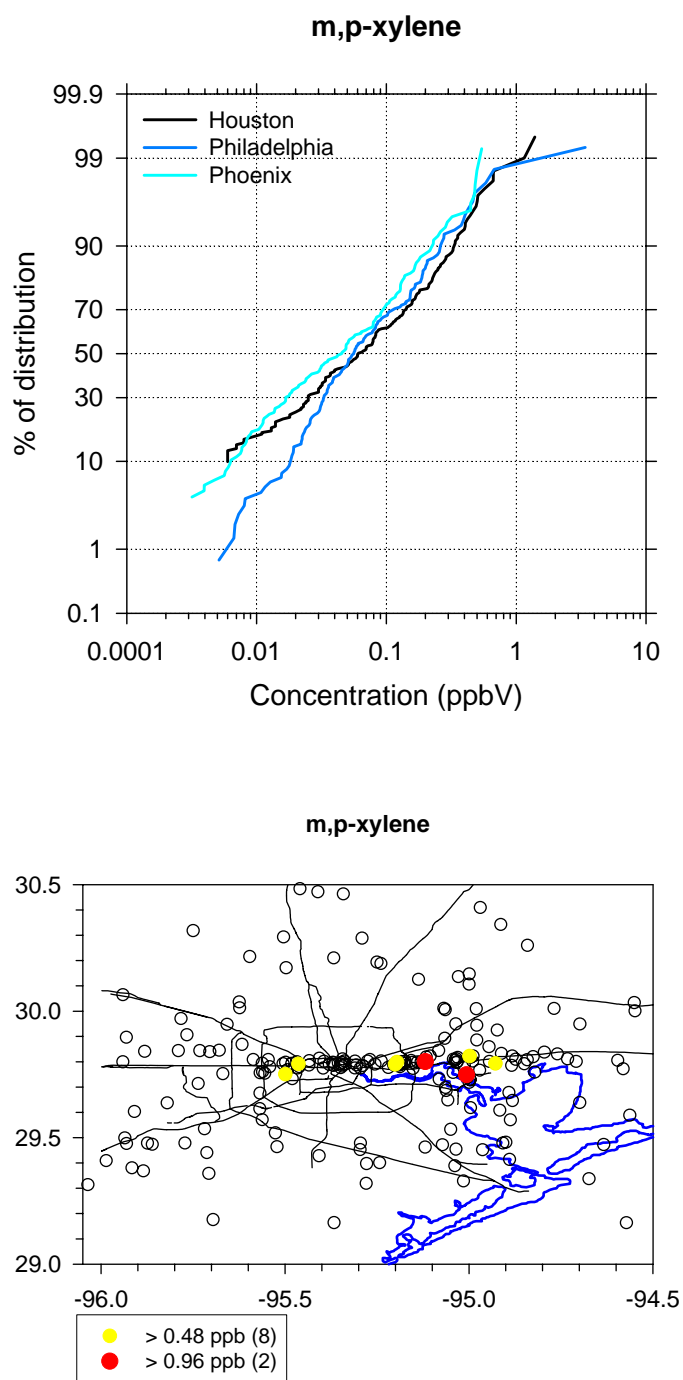 m,p-xylene
99.9
99
90
70
50
30
10
1
0.1
% of distribution
Houston
Philadelphia
Phoenix
0.0001
0.01
0.1
1
10
Concentration (ppbV)
m,p-xylene
30.5
30.0
29.5
29.0
-96.0
-95.5
-95.0
-94.5
> 0.48 ppb (8)
> 0.96 ppb (2)